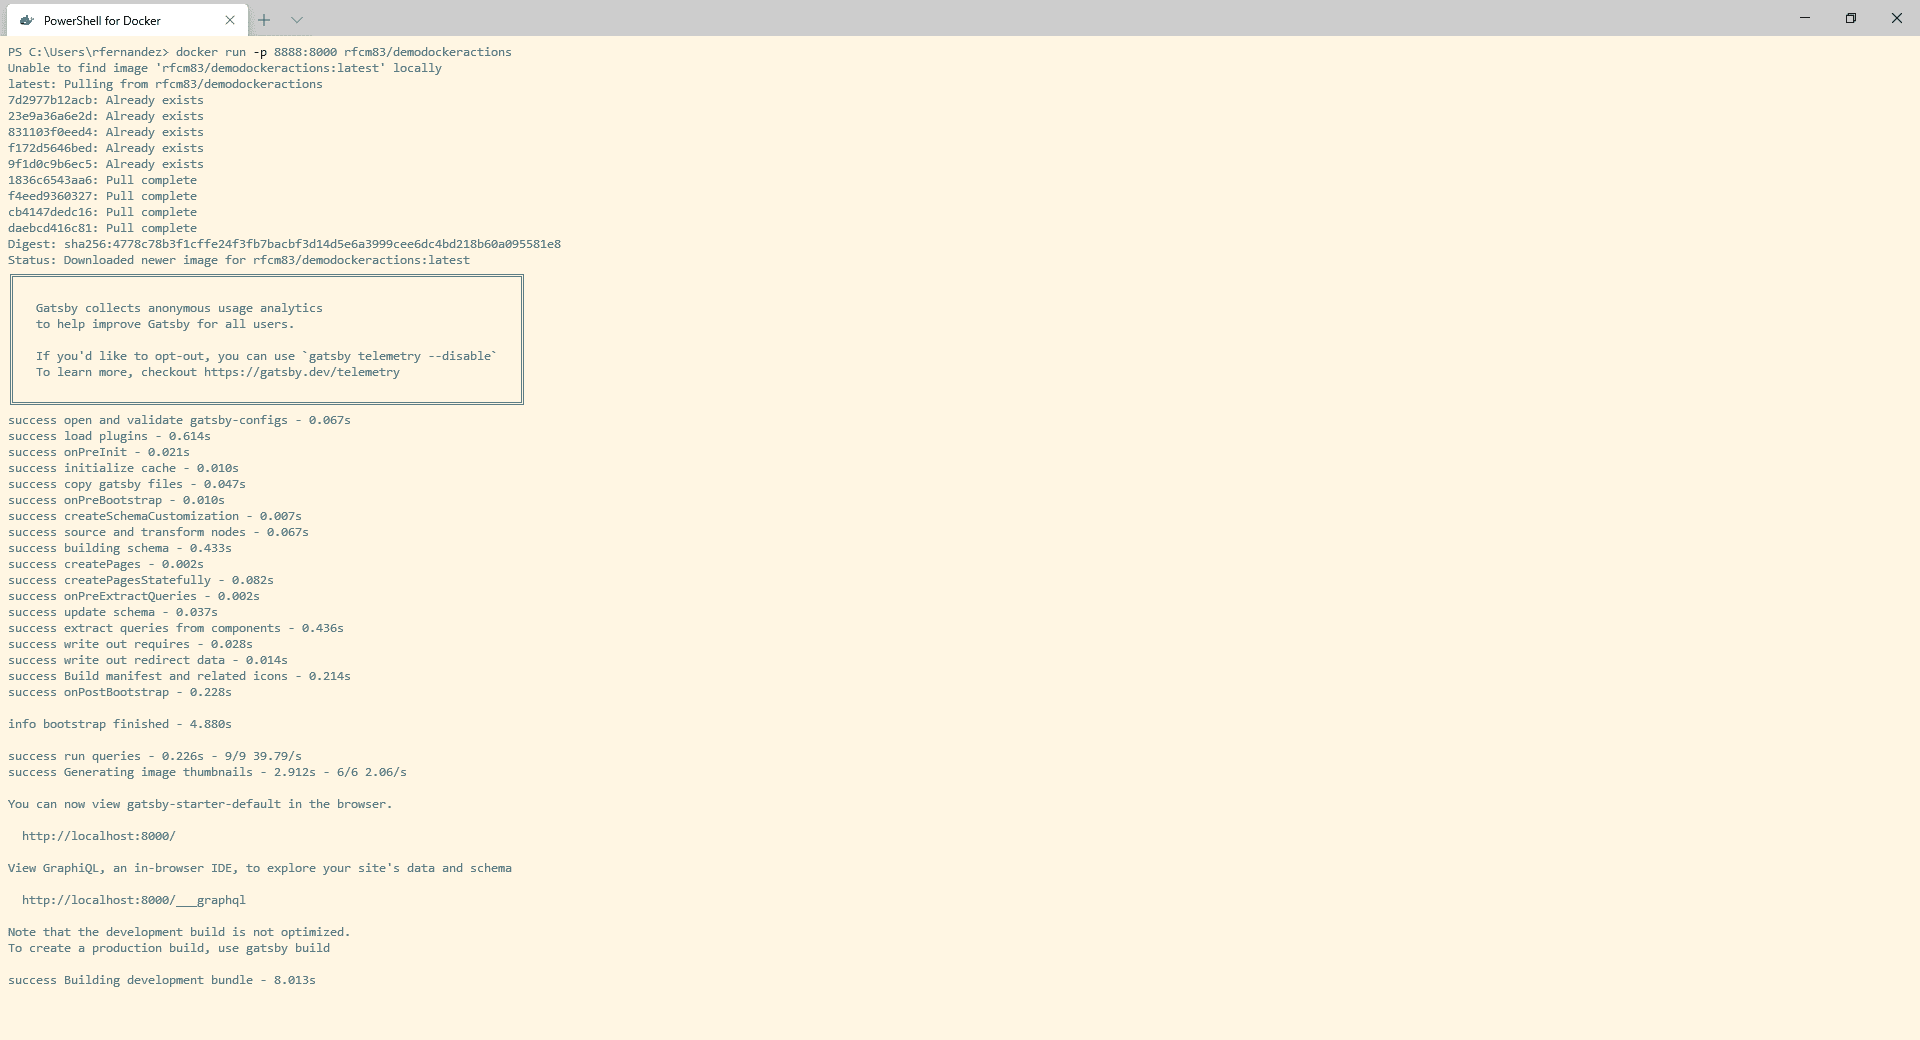 PowerShell for Docker
PS C:\Users\rfernandez> docker run -p 8888:8000 rfcm83/demodockeractions
Unable to find image 'rfcm83/demodockeractions:latest' locally
latest: Pulling from rfcm83/demodockeractions
7d2977b12acb: Already exists
23e9a36a6e2d: Already exists
831103f0eed4: Already exists
f172d5646bed: Already exists
9f1d0c9b6ec5: Already exists
1836c6543aa6: Pull complete
f4eed9360327: Pull complete
cb4147dedc16: Pull complete
daebcd416c81: Pull complete
Digest: sha256:4778c78b3f1cffe24f3fb7bacbf3d14d5e6a3999cee6dc4bd218b60a095581e8
Status: Downloaded newer image for rfcm83/demodockeractions:latest
Gatsby collects anonymous usage analytics
to help improve Gatsby for all users.
If you'd like to opt-out, you can use `gatsby telemetry --disable`
To learn more, checkout https://gatsby.dev/telemetry
success open and validate gatsby-configs - 0.067s
success load plugins - 0.614s
success onPreInit - 0.021s
success initialize cache - 0.010s
success copy gatsby files - 0.047s
success onPreBootstrap - 0.010s
success createSchemaCustomization - 0.007s
success source and transform nodes - 0.067s
success building schema - 0.433s
success createPages - 0.002s
success createPagesStatefully - 0.082s
success onPreExtractQueries - 0.002s
success update schema - 0.037s
success extract queries from components - 0.436s
success write out requires - 0.028s
success write out redirect data - 0.014s
success Build manifest and related icons - 0.214s
success onPostBootstrap - 0.228s
info bootstrap finished - 4.880s
success run queries - 0.226s - 9/9 39.79/s
success Generating image thumbnails - 2.912s - 6/6 2.06/s
You can now view gatsby-starter-default in the browser.
http://localhost:8000/
View GraphiQL, an in-browser IDE, to explore your site's data and schema
http://localhost:8000/___graphql
Note that the development build is not optimized.
To create a production build, use gatsby build
success Building development bundle - 8.013s